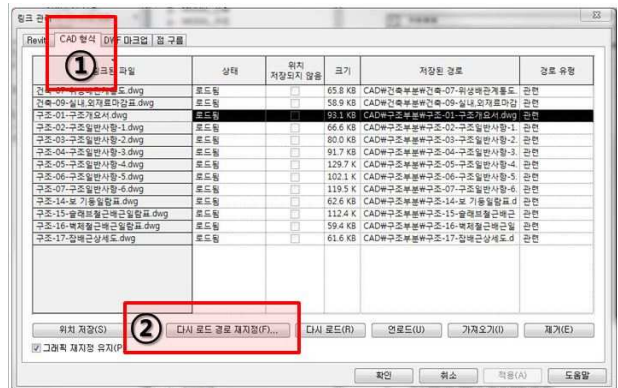 링크 관
Revit CAD 형식 DWF 마크업 점 구름
①
크된 파일 상태 위치 저장되지 않음 크기 저장된 경로 경로 유형
건축-07-위생배관계통도.dwg 로드됨 65.8 KB CAD₩건축부분₩건축-07-위생배관계통도. 관련
건축-09-실내,외재료마감표.dwg 로드됨 58.9 KB CAD₩건축부분₩건축-09-실내,외재료마감 관련
구조-01-구조개요서.dwg 로드됨 93.1 KB CAD₩구조부분₩구조-01-구조개요서.dwg 관련
구조-02-구조일반사항-1.dwg 로드됨 66.6 KB CAD₩구조부분₩구조-02-구조일반사항-1. 관련
구조-03-구조일반사항-2.dwg 로드됨 80.0 KB CAD₩구조부분₩구조-03-구조일반사항-2. 관련
구조-04-구조일반사항-3.dwg 로드됨 91.7 KB CAD₩구조부분₩구조-04-구조일반사항-3. 관련
구조-05-구조일반사항-4.dwg 로드됨 129.7 K CAD₩구조부분₩구조-05-구조일반사항-4. 관련
구조-06-구조일반사항-5.dwg 로드됨 102.1 K CAD₩구조부분₩구조-06-구조일반사항-5. 관련
구조-07-구조일반사항-6.dwg 로드됨 119.5 K CAD₩구조부분₩구조-07-구조일반사항-6. 관련
구조-14-보 기둥일람표.dwg 로드됨 62.6 KB CAD₩구조부분₩구조-14-보 기둥일람표.d 관련
구조-15-슬래브철근배근일람표.dwg 로드됨 112.4 K CAD₩구조부분₩구조-15-슬래브철근배근 관련
구조-16-벽체철근배근일람표.dwg 로드됨 59.4 KB CAD₩구조부분₩구조-16-벽체철근배근일 관련
구조-17-잡배근상세도.dwg 로드됨 61.6 KB CAD₩구조부분₩구조-17-잡배근상세도.d 관련
위치 저장(S) ② 다시 로드 경로 재지정(F)... 다시 로드(R) 언로드(U) 가져오기(I) 제거(E)
그래픽 재지정 유지(P
확인 취소 적용(A) 도움말